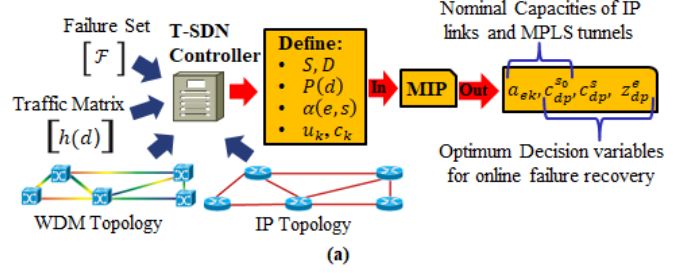 Failure Set
[ℱ]
T-SDN
Controller
Traffic Matrix
[h(d)]
WDM Topology
IP Topology
Define:
• S, D
• P(d)
• α(e, s)
• u_k, c_k
In
MIP
Out
Nominal Capacities of IP
links and MPLS tunnels
a_{ek}, c_{dp}^{s_0}, c_{dp}^{s}, z_{dp}^{e}
Optimum Decision variables
for online failure recovery
(a)